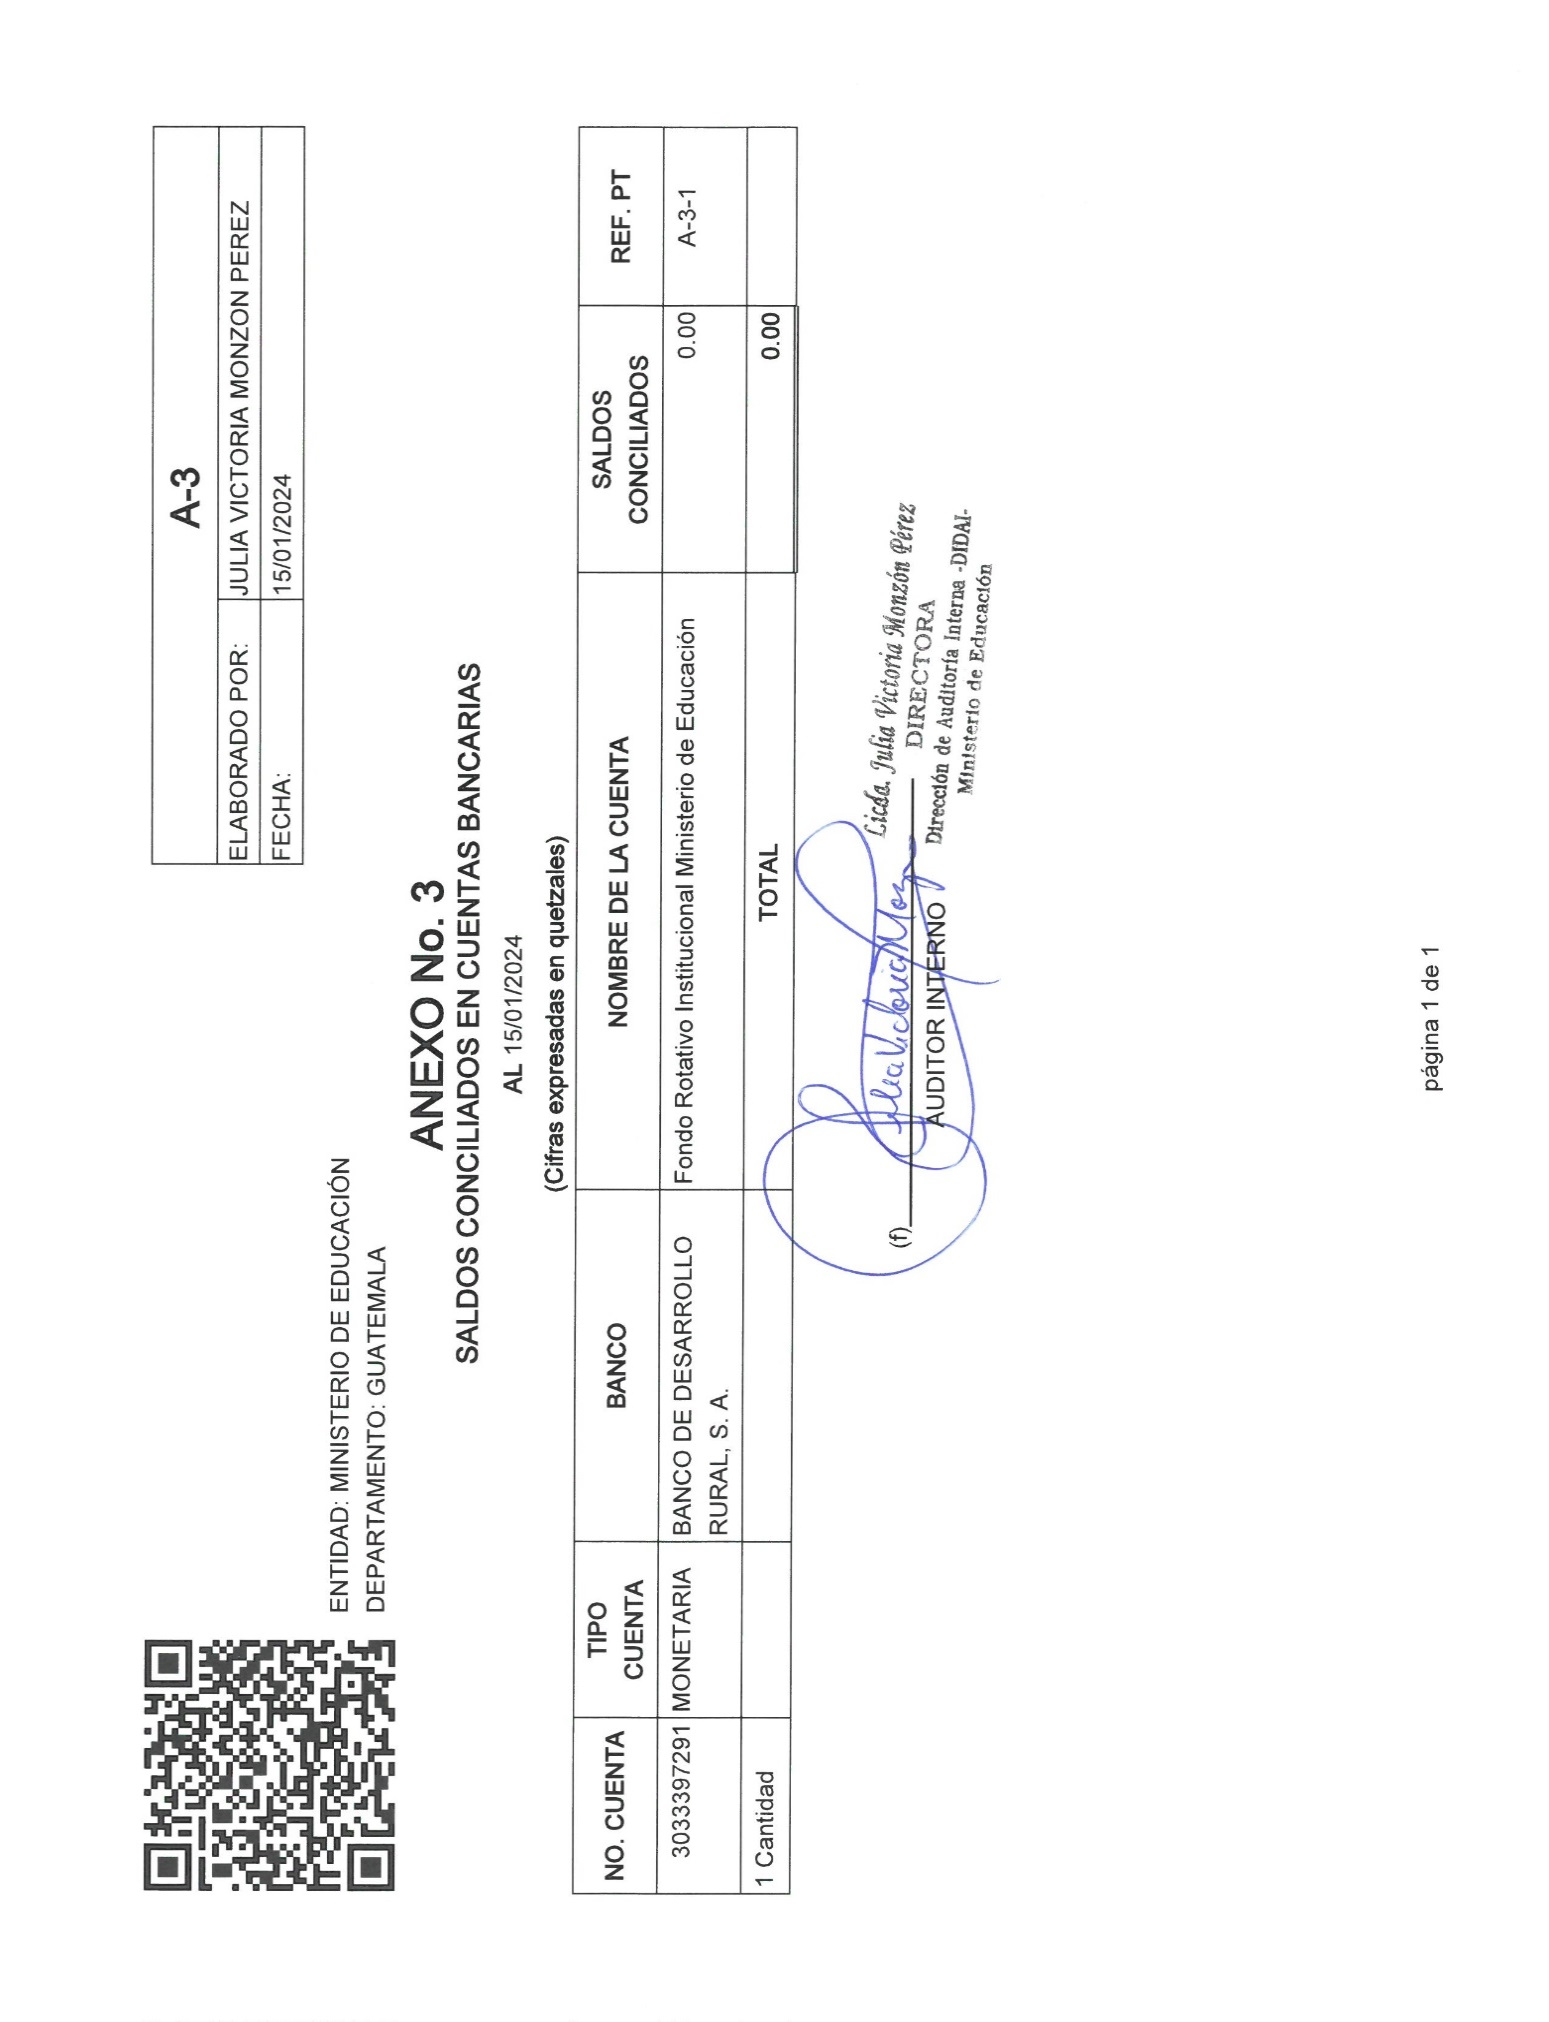 A-3
ELABORADO POR: JULIA VICTORIA MONZON PEREZ
FECHA: 15/01/2024
ENTIDAD: MINISTERIO DE EDUCACIÓN
DEPARTAMENTO: GUATEMALA
ANEXO No. 3
SALDOS CONCILIADOS EN CUENTAS BANCARIAS
AL 15/01/2024
(Cifras expresadas en quetzales)
NO. CUENTA TIPO CUENTA BANCO NOMBRE DE LA CUENTA SALDOS CONCILIADOS REF. PT
3033397291 MONETARIA BANCO DE DESARROLLO RURAL, S. A. Fondo Rotativo Institucional Ministerio de Educación 0.00 A-3-1
1 Cantidad TOTAL 0.00
(f)
Julia Victoria Monz
AUDITOR INTERNO
Licda. Julia Victoria Monzón Pérez
DIRECTORA
Dirección de Auditoría Interna -DIDAI-
Ministerio de Educación
página 1 de 1